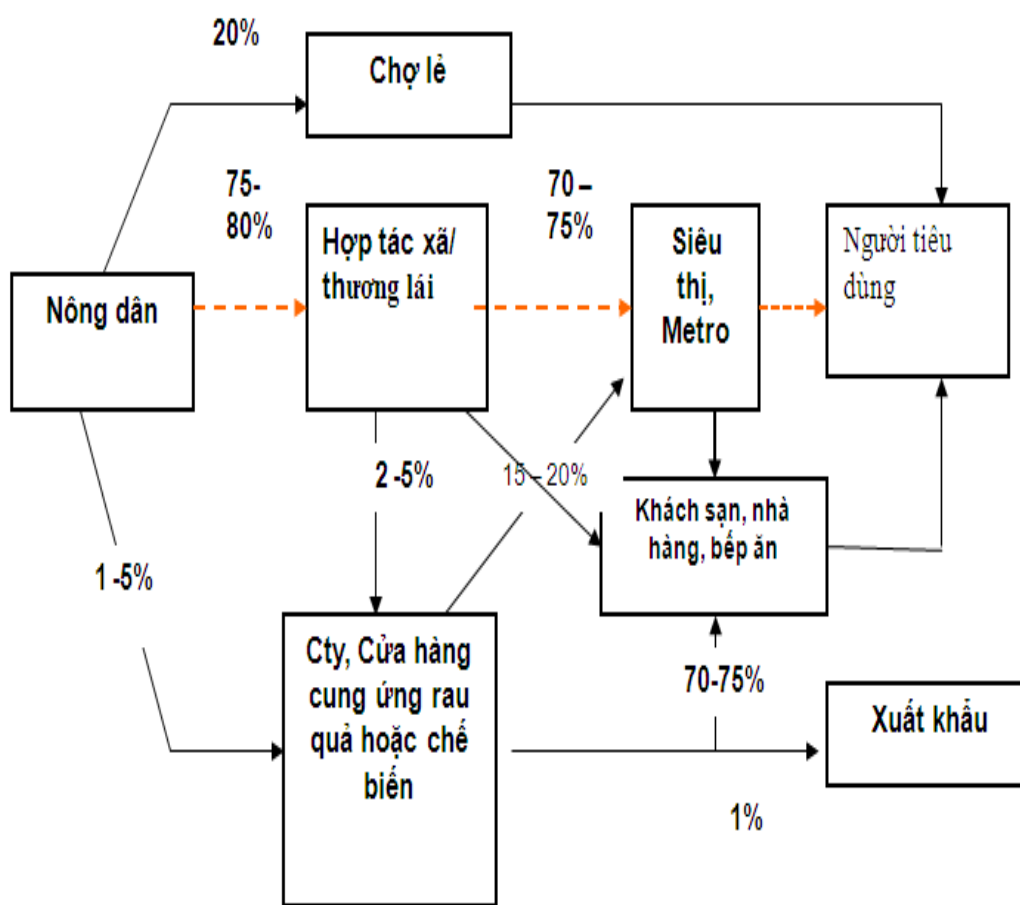 20%
Chợ lẻ
75-
80%
70 –
75%
Hợp tác xã/
thương lái
Siêu
thị,
Metro
Người tiêu
dùng
Nông dân
2 -5%
15 – 20%
Khách sạn, nhà
hàng, bếp ăn
1 -5%
Cty, Cửa hàng
cung ứng rau
quả hoặc chế
biến
70-75%
Xuất khẩu
1%